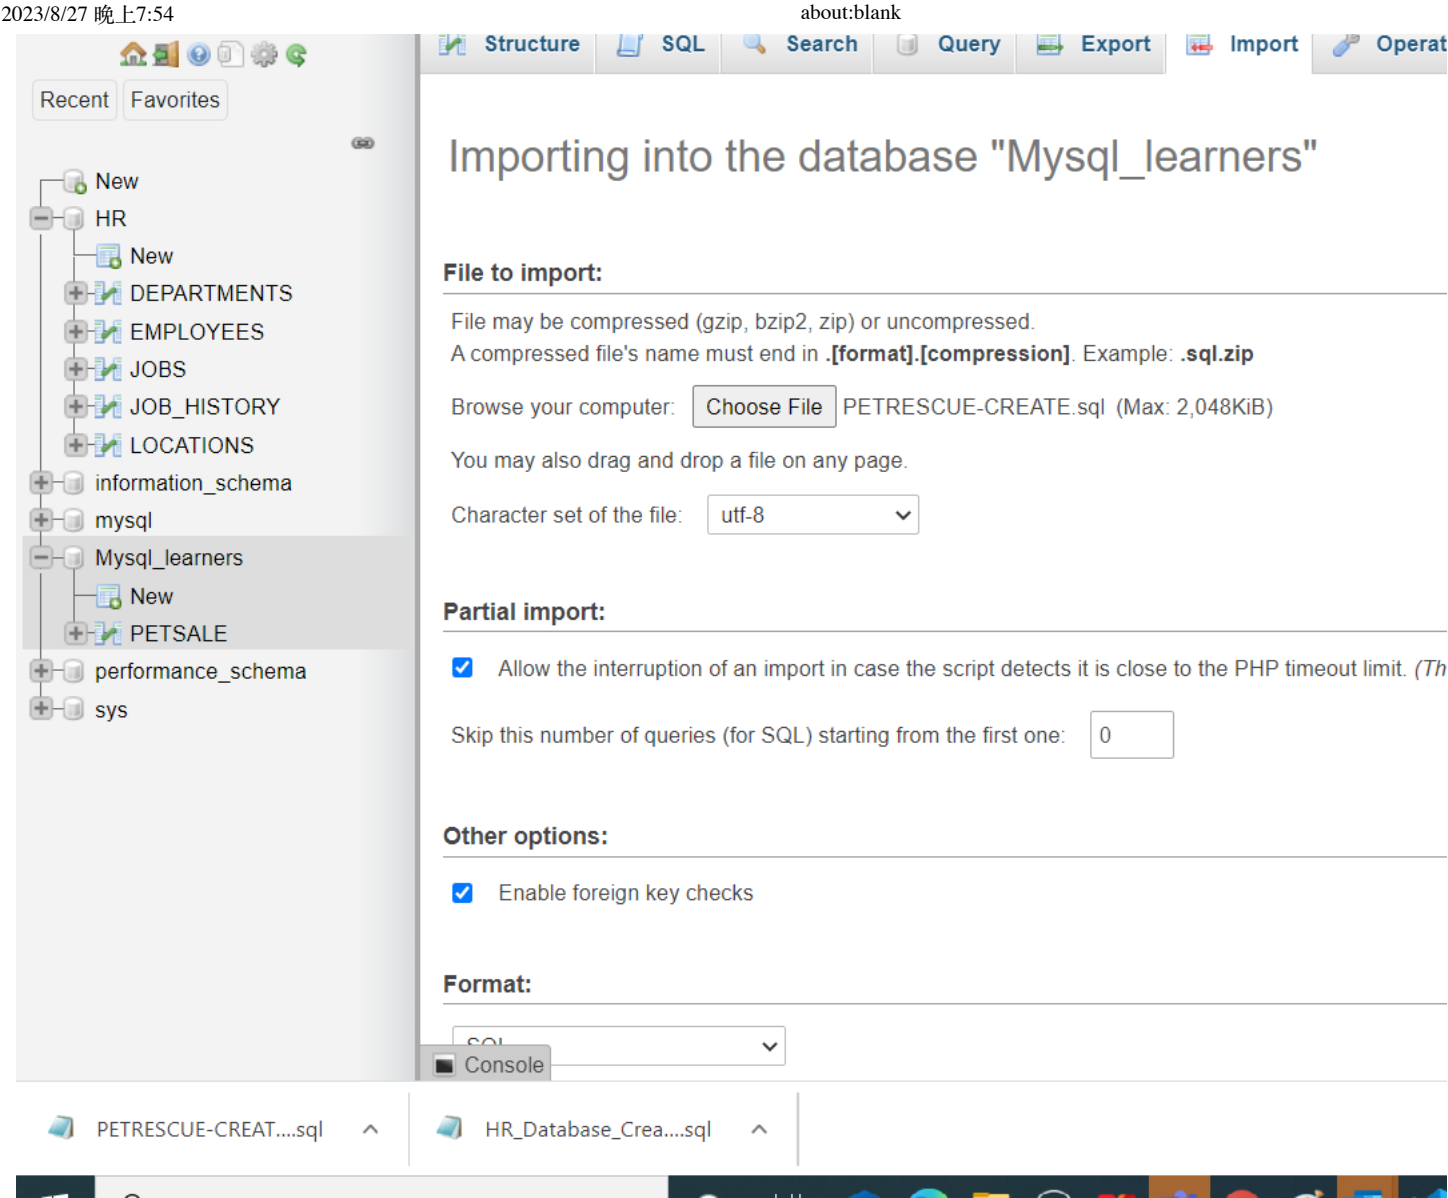 2023/8/27 晚上7:54
about:blank
Recent Favorites
New
HR
New
DEPARTMENTS
EMPLOYEES
JOBS
JOB_HISTORY
LOCATIONS
information_schema
mysql
Mysql_learners
New
PETSALE
performance_schema
sys
Structure SQL Search Query Export Import Operat
Importing into the database "Mysql_learners"
File to import:
File may be compressed (gzip, bzip2, zip) or uncompressed.
A compressed file's name must end in .[format].[compression]. Example: .sql.zip
Browse your computer: Choose File PETRESCUE-CREATE.sql (Max: 2,048KiB)
You may also drag and drop a file on any page.
Character set of the file: utf-8
Partial import:
Allow the interruption of an import in case the script detects it is close to the PHP timeout limit. (Th
Skip this number of queries (for SQL) starting from the first one: 0
Other options:
Enable foreign key checks
Format:
SQL
Console
PETRESCUE-CREAT....sql
HR_Database_Crea....sql